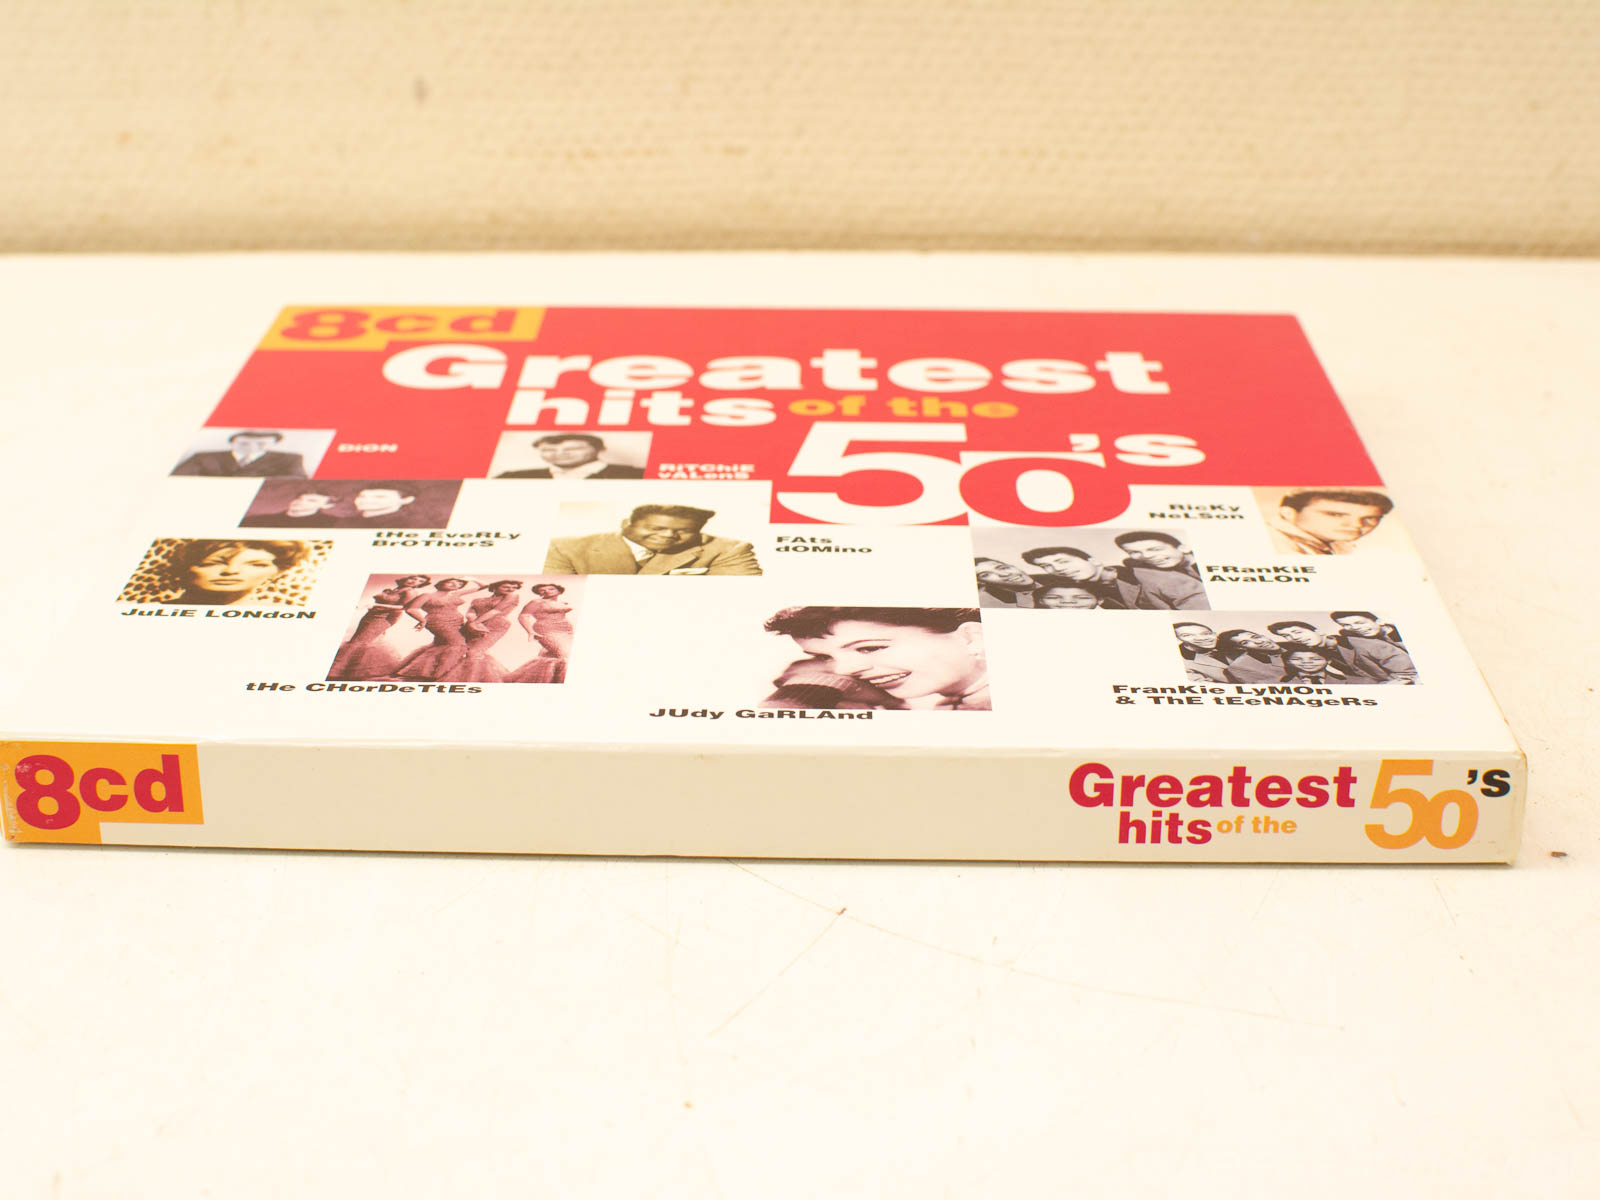 8cd
Greatest
hits of the
50's
DiON
RiTChiE
vALenS
RicKy
NeLSon
tHe EveRLy
BrOTherS
FAts
dOMino
FRanKiE
AvaLOn
JuLiE LONdoN
tHe CHorDeTtEs
JUdy GaRLAnd
FranKie LyMOn
& ThE tEeNAgeRs
8cd
Greatest
hits of the
50's